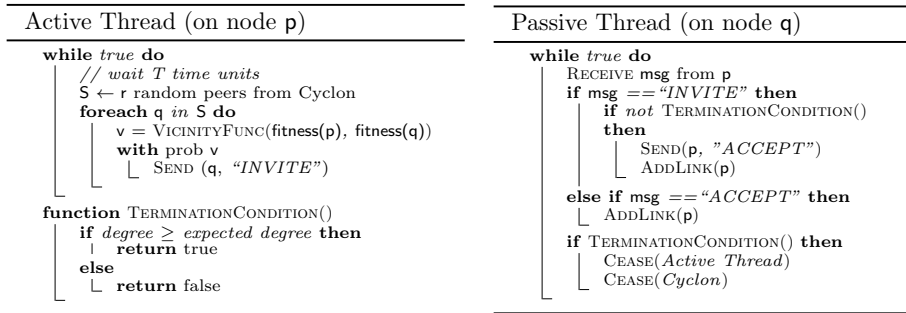 Active Thread (on node p)
while true do
// wait T time units
S ← r random peers from Cyclon
foreach q in S do
v = VICINITYFUNC(fitness(p), fitness(q))
with prob v
SEND (q, “INVITE”)
function TERMINATIONCONDITION()
if degree ≥ expected degree then
return true
else
return false
Passive Thread (on node q)
while true do
RECEIVE msg from p
if msg ==“INVITE” then
if not TERMINATIONCONDITION()
then
SEND(p, ”ACCEPT”)
ADDLINK(p)
else if msg ==“ACCEPT” then
ADDLINK(p)
if TERMINATIONCONDITION() then
CEASE(Active Thread)
CEASE(Cyclon)